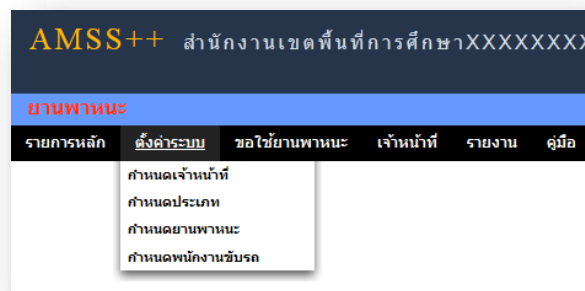 AMSS++ สำนักงานเขตพื้นที่การศึกษาXXXXXXXX
ยานพาหนะ
รายการหลัก ตั้งค่าระบบ ขอใช้ยานพาหนะ เจ้าหน้าที่ รายงาน คู่มือ
กำหนดเจ้าหน้าที่
กำหนดประเภท
กำหนดยานพาหนะ
กำหนดพนักงานขับรถ